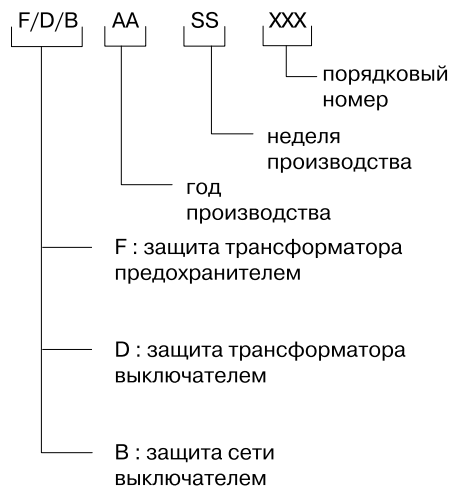 F/D/B AA SS XXX
порядковый
номер
неделя
производства
год
производства
F : защита трансформатора
предохранителем
D : защита трансформатора
выключателем
B : защита сети
выключателем